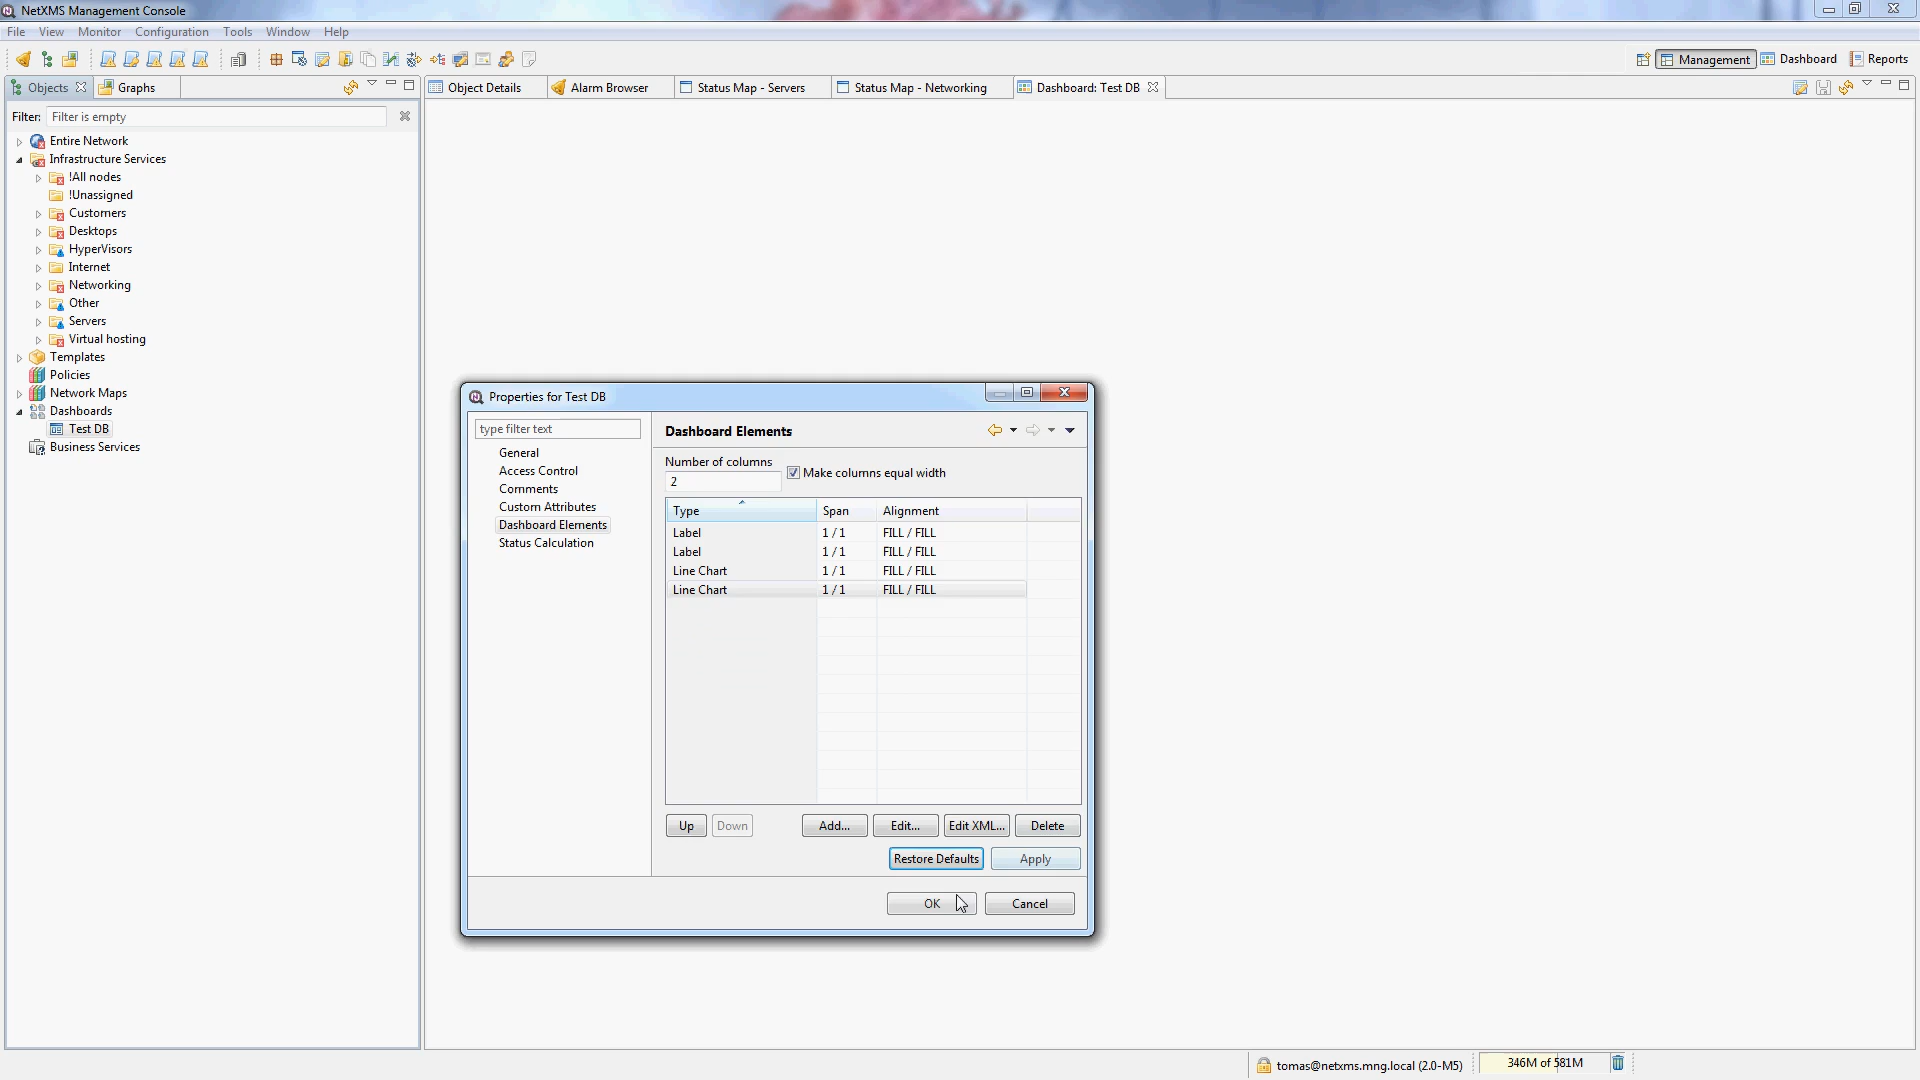 NetXMS Management Console
File View Monitor Configuration Tools Window Help
Management Dashboard Reports
Objects Graphs
Object Details Alarm Browser Status Map - Servers Status Map - Networking Dashboard: Test DB
Filter: Filter is empty
Entire Network
Infrastructure Services
!All nodes
!Unassigned
Customers
Desktops
HyperVisors
Internet
Networking
Other
Servers
Virtual hosting
Templates
Policies
Network Maps
Dashboards
Test DB
Business Services
Properties for Test DB
type filter text
General
Access Control
Comments
Custom Attributes
Dashboard Elements
Status Calculation
Dashboard Elements
Number of columns
2
Make columns equal width
Type Span Alignment
Label 1 / 1 FILL / FILL
Label 1 / 1 FILL / FILL
Line Chart 1 / 1 FILL / FILL
Line Chart 1 / 1 FILL / FILL
Up Down Add... Edit... Edit XML... Delete
Restore Defaults Apply
OK Cancel
tomas@netxms.mng.local (2.0-M5) 346M of 581M